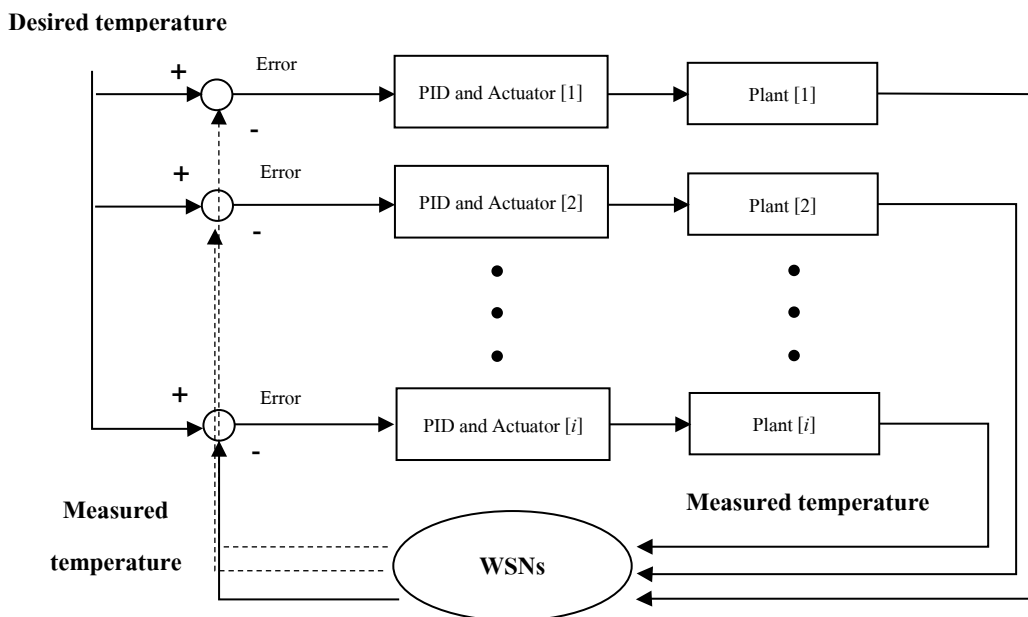 Desired temperature
+
Error
PID and Actuator [1]
Plant [1]
-
+
Error
PID and Actuator [2]
Plant [2]
-
+
Error
PID and Actuator [i]
Plant [i]
-
Measured
temperature
Measured temperature
WSNs